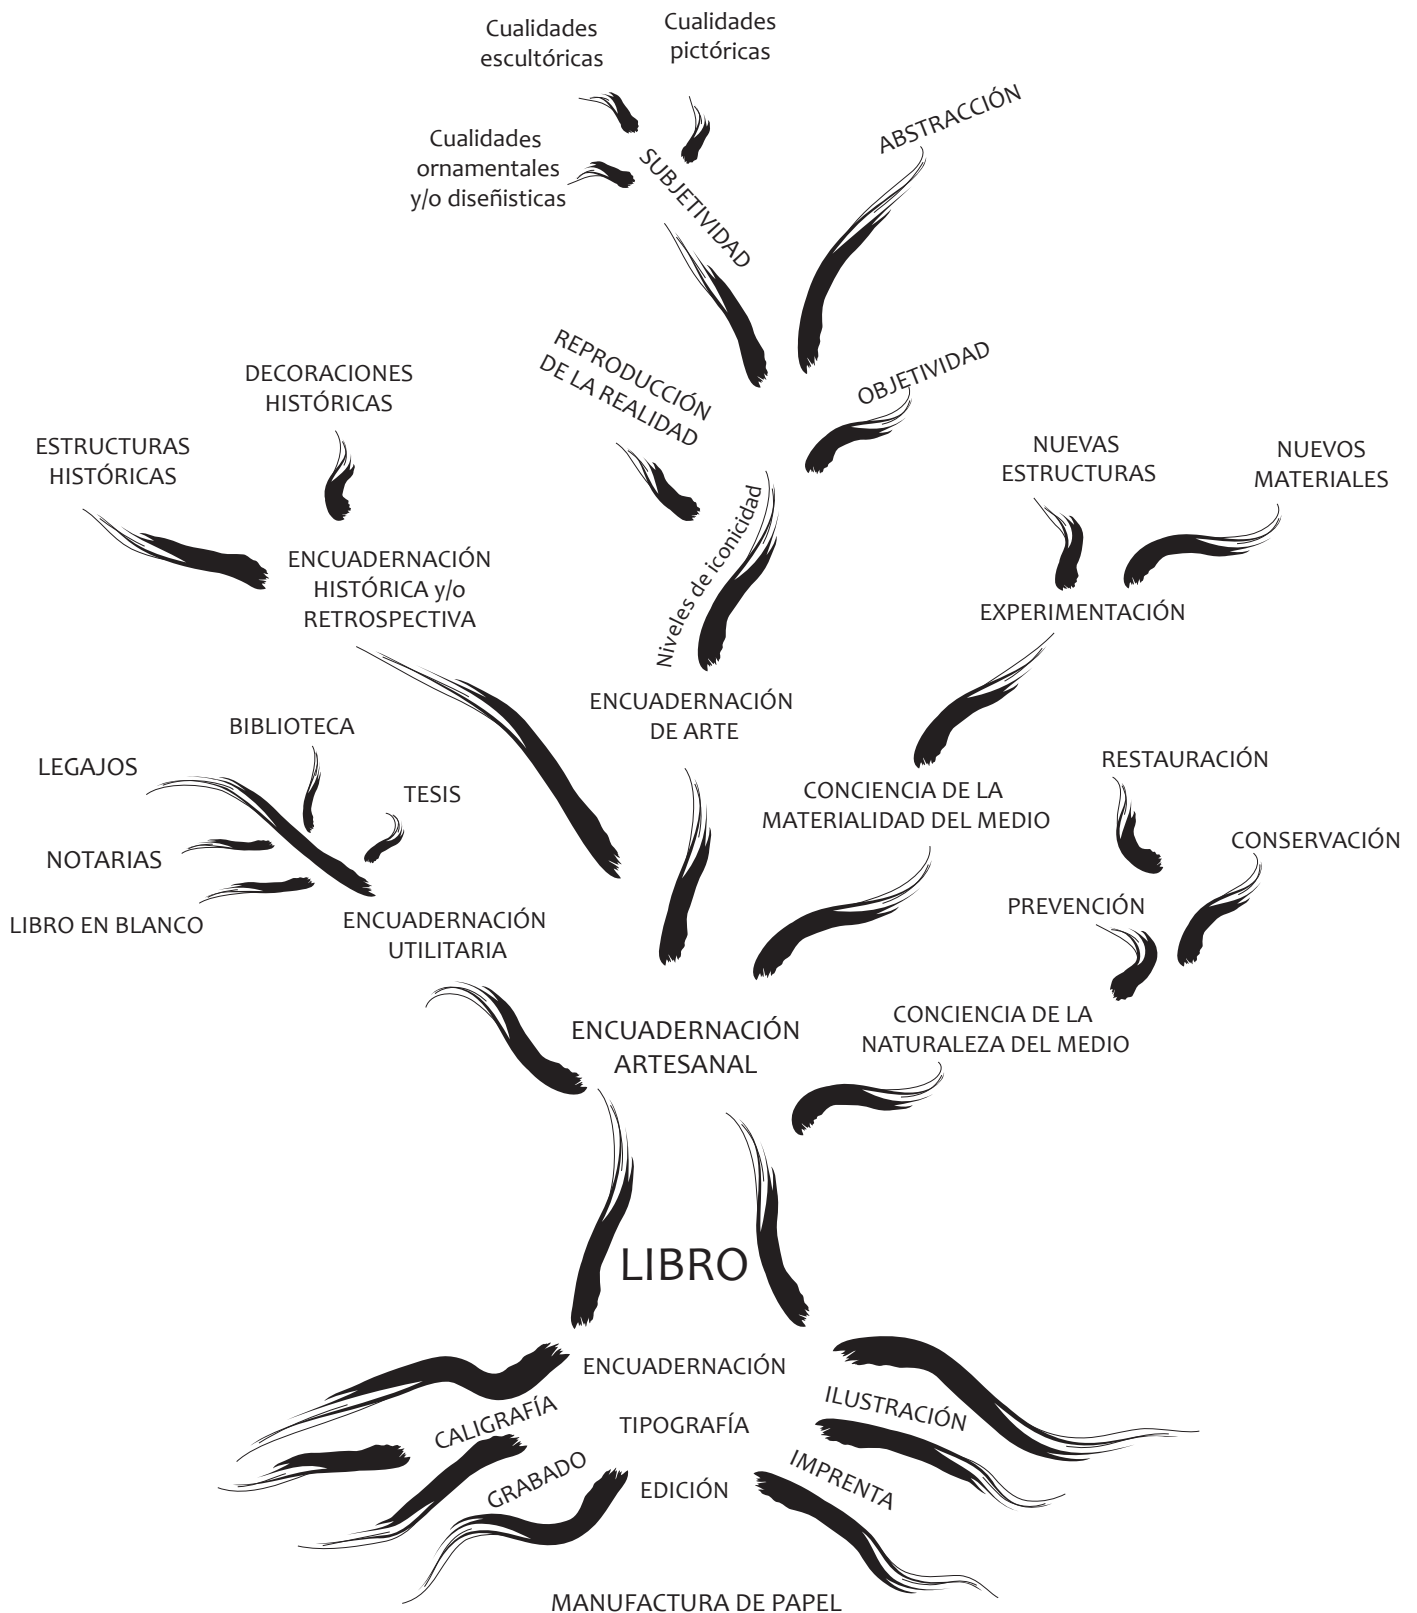 Cualidades
escultóricas
Cualidades
pictóricas
Cualidades
ornamentales
y/o diseñisticas
SUBJETIVIDAD
ABSTRACCIÓN
REPRODUCCIÓN
DE LA REALIDAD
OBJETIVIDAD
DECORACIONES
HISTÓRICAS
ESTRUCTURAS
HISTÓRICAS
NUEVAS
ESTRUCTURAS
NUEVOS
MATERIALES
Niveles de iconicidad
ENCUADERNACIÓN
HISTÓRICA y/o
RETROSPECTIVA
EXPERIMENTACIÓN
ENCUADERNACIÓN
DE ARTE
BIBLIOTECA
LEGAJOS
TESIS
NOTARIAS
LIBRO EN BLANCO
ENCUADERNACIÓN
UTILITARIA
CONCIENCIA DE LA
MATERIALIDAD DEL MEDIO
RESTAURACIÓN
CONSERVACIÓN
PREVENCIÓN
ENCUADERNACIÓN
ARTESANAL
CONCIENCIA DE LA
NATURALEZA DEL MEDIO
LIBRO
ENCUADERNACIÓN
CALIGRAFÍA
TIPOGRAFÍA
ILUSTRACIÓN
GRABADO
EDICIÓN
IMPRENTA
MANUFACTURA DE PAPEL